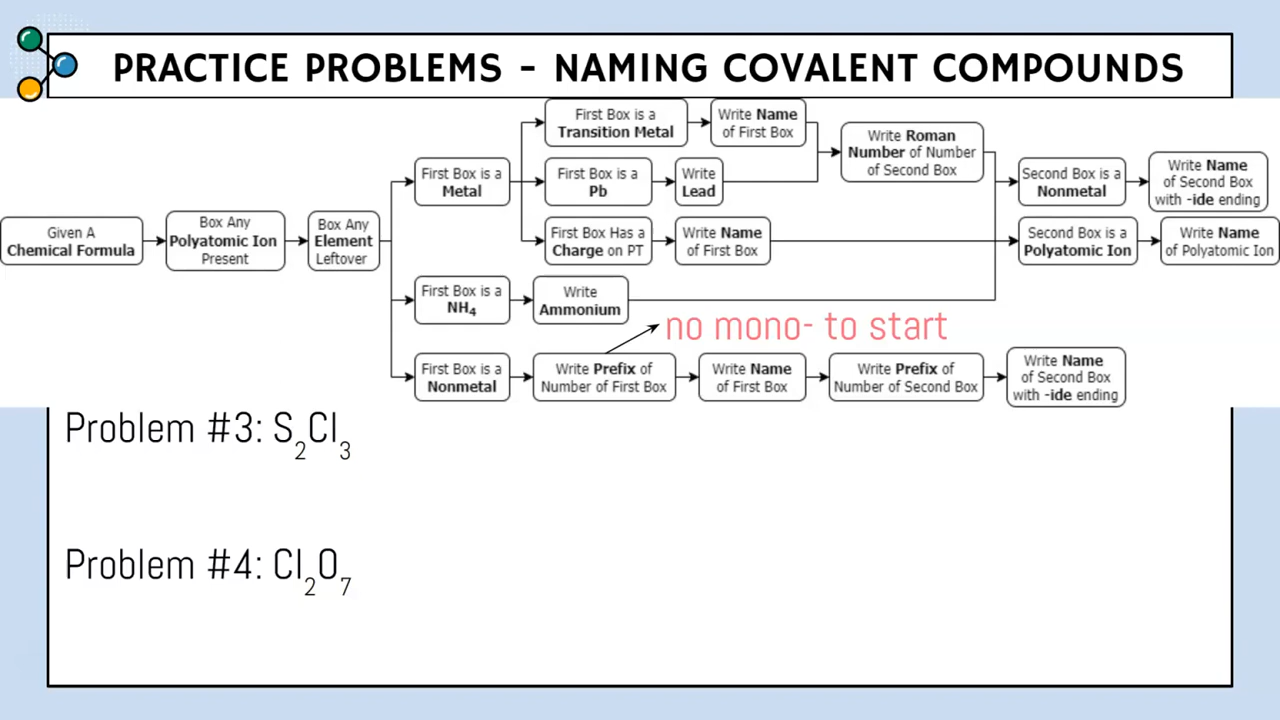 PRACTICE PROBLEMS - NAMING COVALENT COMPOUNDS
Given A
Chemical Formula
Box Any
Polyatomic Ion
Present
Box Any
Element
Leftover
First Box is a
Metal
First Box is a
Transition Metal
Write Name
of First Box
First Box is a
Pb
Write
Lead
Write Roman
Number of Number
of Second Box
First Box Has a
Charge on PT
Write Name
of First Box
Second Box is a
Nonmetal
Write Name
of Second Box
with -ide ending
Second Box is a
Polyatomic Ion
Write Name
of Polyatomic Ion
First Box is a
NH₄
Write
Ammonium
no mono- to start
First Box is a
Nonmetal
Write Prefix of
Number of First Box
Write Name
of First Box
Write Prefix of
Number of Second Box
Write Name
of Second Box
with -ide ending
Problem #3: S₂Cl₃
Problem #4: Cl₂O₇